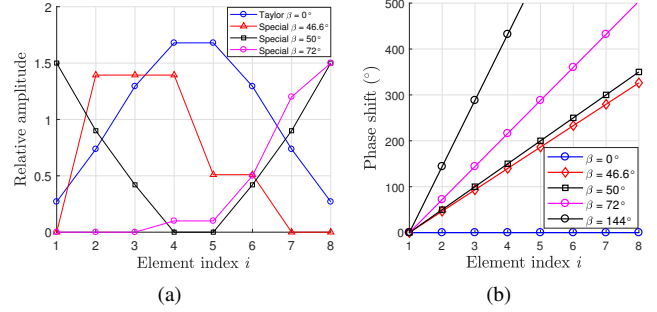 Relative amplitude
2
1.5
1
0.5
0
Taylor β = 0°
Special β = 46.6°
Special β = 50°
Special β = 72°
1 2 3 4 5 6 7 8
Element index i
(a)
Phase shift (°)
500
400
300
200
100
0
β = 0°
β = 46.6°
β = 50°
β = 72°
β = 144°
1 2 3 4 5 6 7 8
Element index i
(b)